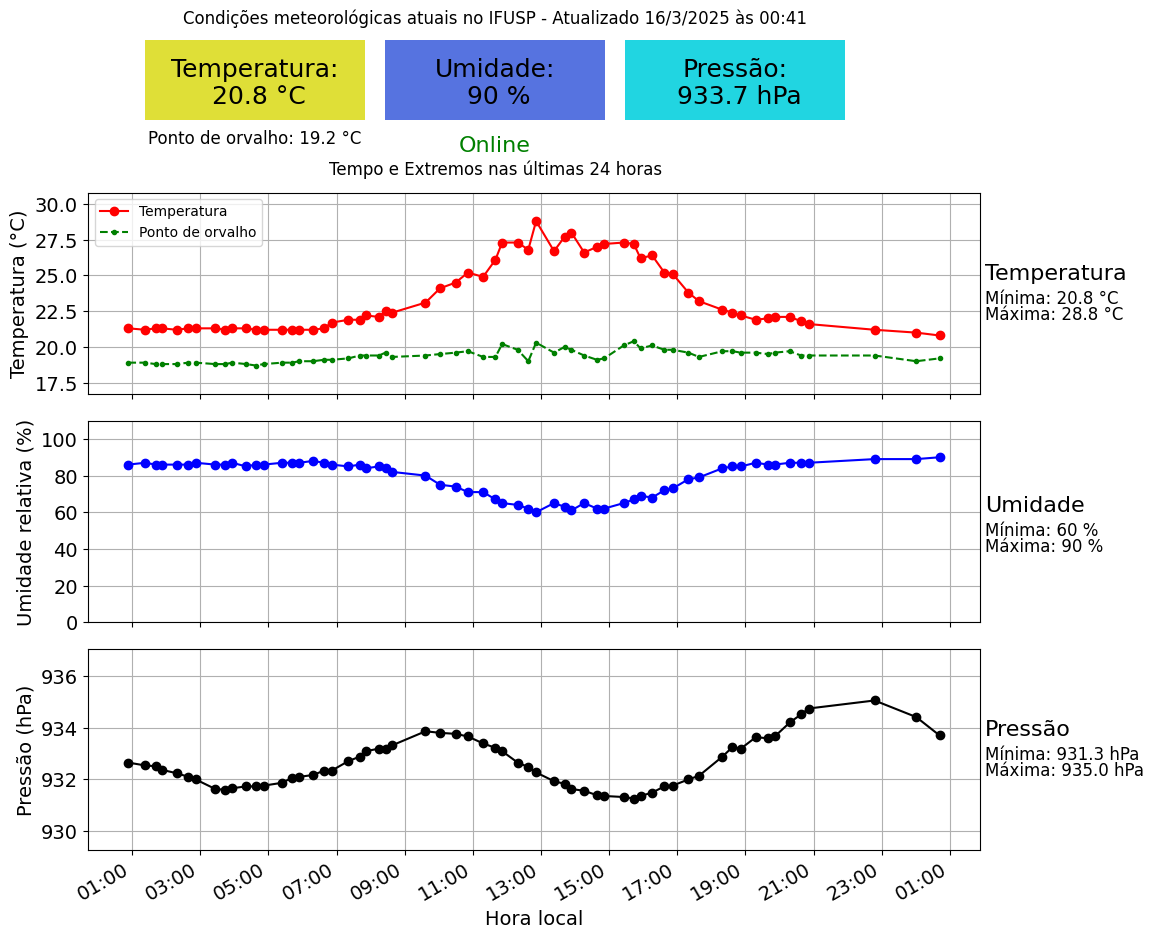 Condições meteorológicas atuais no IFUSP - Atualizado 16/3/2025 às 00:41
Temperatura:
20.8 °C
Umidade:
90 %
Pressão:
933.7 hPa
Ponto de orvalho: 19.2 °C
Online
Tempo e Extremos nas últimas 24 horas
Temperatura (°C)
30.0
27.5
25.0
22.5
20.0
17.5
Temperatura
Ponto de orvalho
Temperatura
Mínima: 20.8 °C
Máxima: 28.8 °C
Umidade relativa (%)
100
80
60
40
20
0
Umidade
Mínima: 60 %
Máxima: 90 %
Pressão (hPa)
936
934
932
930
Pressão
Mínima: 931.3 hPa
Máxima: 935.0 hPa
01:00 03:00 05:00 07:00 09:00 11:00 13:00 15:00 17:00 19:00 21:00 23:00 01:00
Hora local